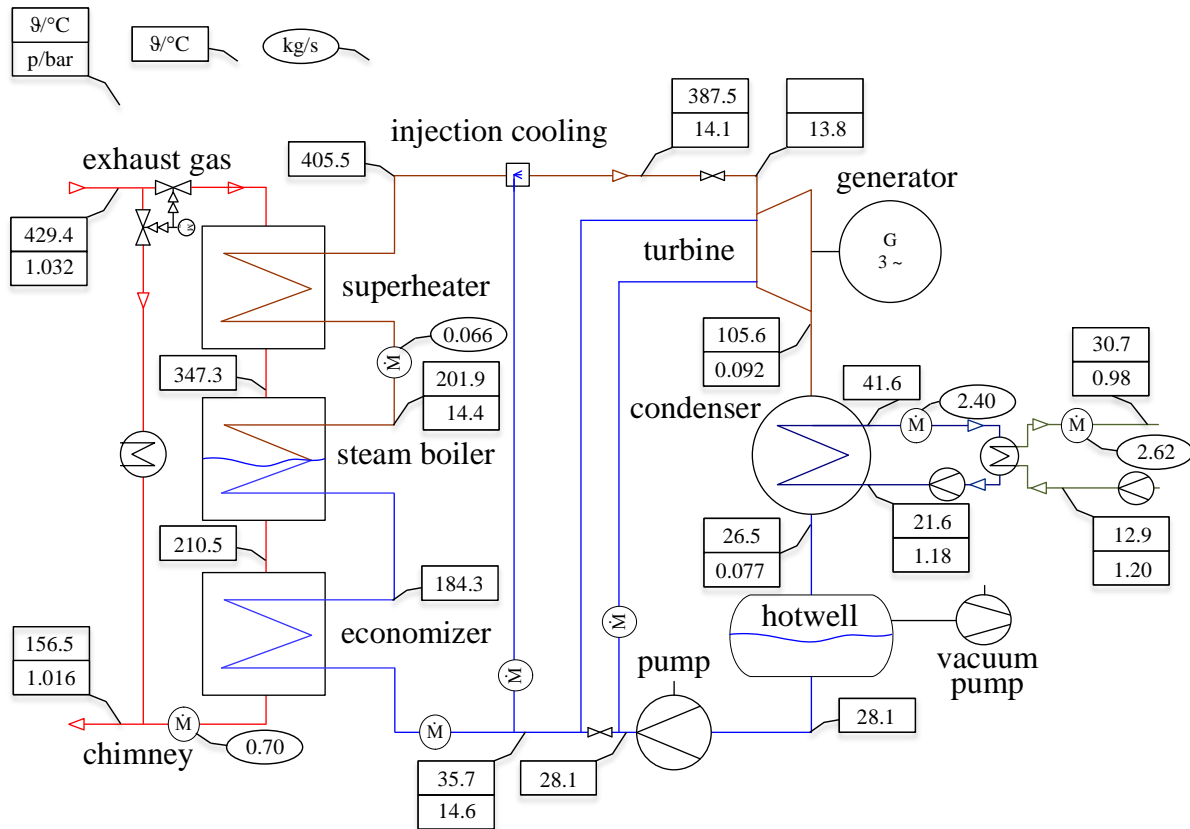 ϑ/°C
p/bar
ϑ/°C
kg/s
387.5
14.1
13.8
injection cooling
exhaust gas
405.5
generator
429.4
1.032
M
G
3 ~
turbine
superheater
0.066
Ṁ
105.6
0.092
30.7
0.98
347.3
201.9
14.4
41.6
condenser
Ṁ
2.40
Ṁ
2.62
steam boiler
210.5
26.5
0.077
21.6
1.18
12.9
1.20
184.3
hotwell
economizer
Ṁ
156.5
1.016
pump
vacuum
pump
Ṁ
Ṁ
Ṁ
28.1
chimney
0.70
35.7
14.6
28.1